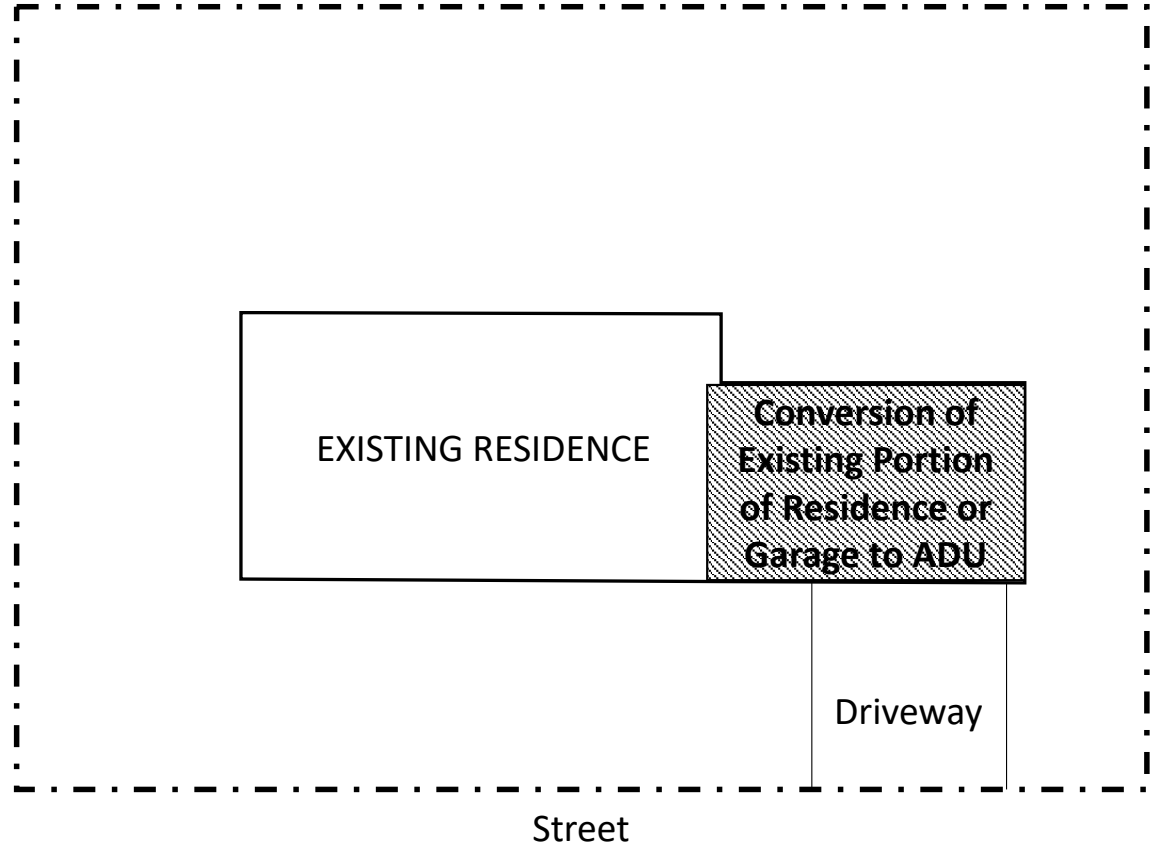 EXISTING RESIDENCE
Conversion of
Existing Portion
of Residence or
Garage to ADU
Driveway
Street